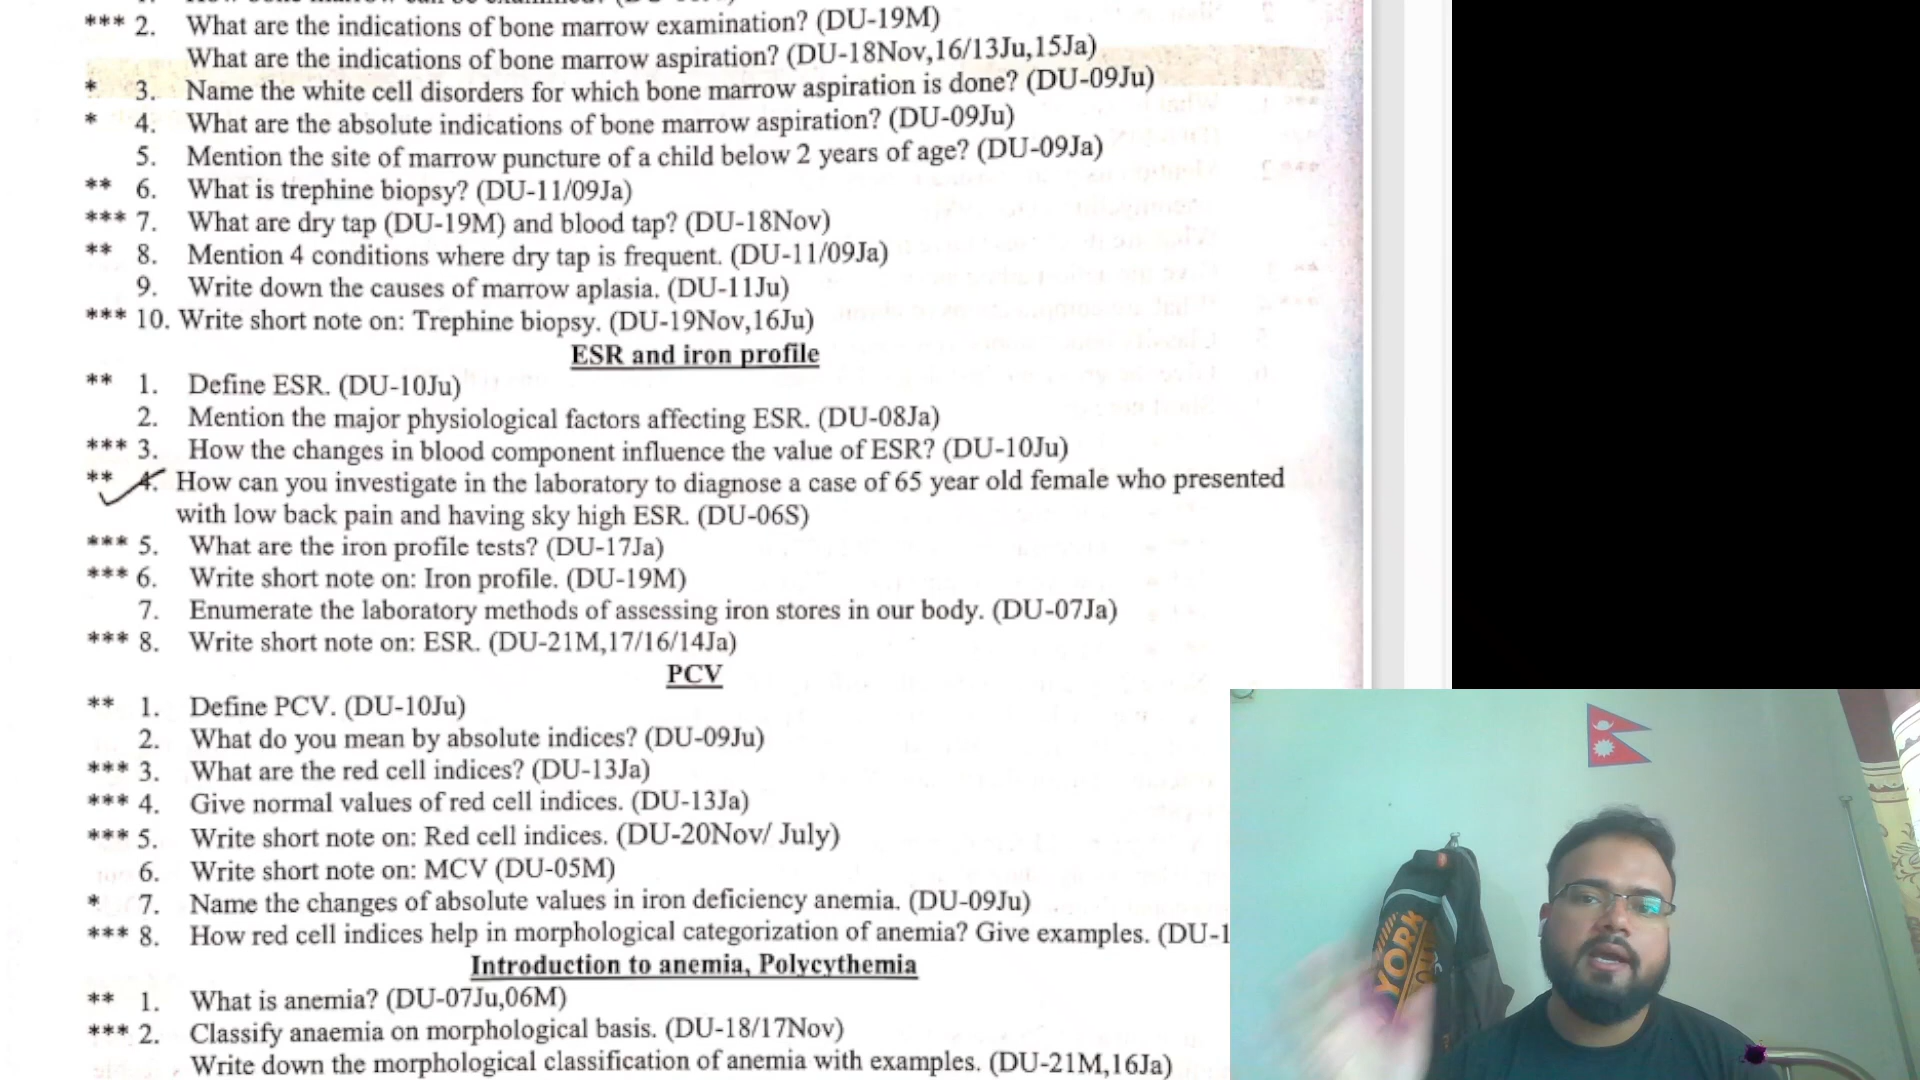 *** 2. What are the indications of bone marrow examination? (DU-19M)
What are the indications of bone marrow aspiration? (DU-18Nov,16/13Ju,15Ja)
* 3. Name the white cell disorders for which bone marrow aspiration is done? (DU-09Ju)
* 4. What are the absolute indications of bone marrow aspiration? (DU-09Ju)
5. Mention the site of marrow puncture of a child below 2 years of age? (DU-09Ja)
** 6. What is trephine biopsy? (DU-11/09Ja)
*** 7. What are dry tap (DU-19M) and blood tap? (DU-18Nov)
** 8. Mention 4 conditions where dry tap is frequent. (DU-11/09Ja)
9. Write down the causes of marrow aplasia. (DU-11Ju)
*** 10. Write short note on: Trephine biopsy. (DU-19Nov,16Ju)
ESR and iron profile
** 1. Define ESR. (DU-10Ju)
2. Mention the major physiological factors affecting ESR. (DU-08Ja)
*** 3. How the changes in blood component influence the value of ESR? (DU-10Ju)
** 4. How can you investigate in the laboratory to diagnose a case of 65 year old female who presented
with low back pain and having sky high ESR. (DU-06S)
*** 5. What are the iron profile tests? (DU-17Ja)
*** 6. Write short note on: Iron profile. (DU-19M)
7. Enumerate the laboratory methods of assessing iron stores in our body. (DU-07Ja)
*** 8. Write short note on: ESR. (DU-21M,17/16/14Ja)
PCV
** 1. Define PCV. (DU-10Ju)
2. What do you mean by absolute indices? (DU-09Ju)
*** 3. What are the red cell indices? (DU-13Ja)
*** 4. Give normal values of red cell indices. (DU-13Ja)
*** 5. Write short note on: Red cell indices. (DU-20Nov/ July)
6. Write short note on: MCV (DU-05M)
* 7. Name the changes of absolute values in iron deficiency anemia. (DU-09Ju)
*** 8. How red cell indices help in morphological categorization of anemia? Give examples. (DU-1
Introduction to anemia, Polycythemia
** 1. What is anemia? (DU-07Ju,06M)
*** 2. Classify anaemia on morphological basis. (DU-18/17Nov)
Write down the morphological classification of anemia with examples. (DU-21M,16Ja)
YORK